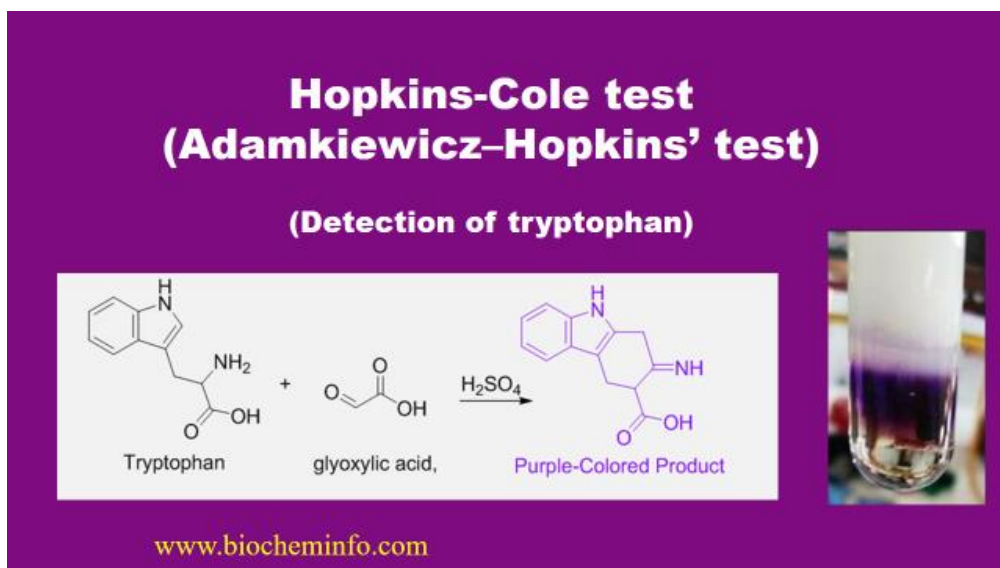 Hopkins-Cole test
(Adamkiewicz–Hopkins’ test)
(Detection of tryptophan)
H
N
NH₂
O
OH
Tryptophan
+
O
O
OH
glyoxylic acid,
H₂SO₄
H
N
NH
O
OH
Purple-Colored Product
www.biocheminfo.com